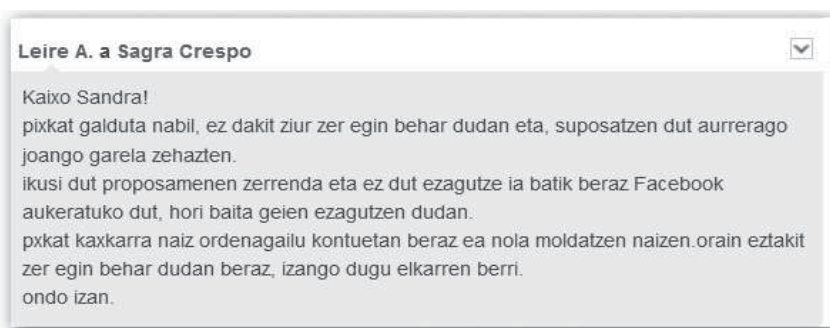 Leire A. a Sagra Crespo
Kaixo Sandra!
pixkat galduta nabil, ez dakit ziur zer egin behar dudan eta, suposatzen dut aurrerago
joango garela zehazten.
ikusi dut proposamenen zerrenda eta ez dut ezagutze ia batik beraz Facebook
aukeratuko dut, hori baita geien ezagutzen dudan.
pxkat kaxkarra naiz ordenagailu kontuetan beraz ea nola moldatzen naizen.orain eztakit
zer egin behar dudan beraz, izango dugu elkarren berri.
ondo izan.